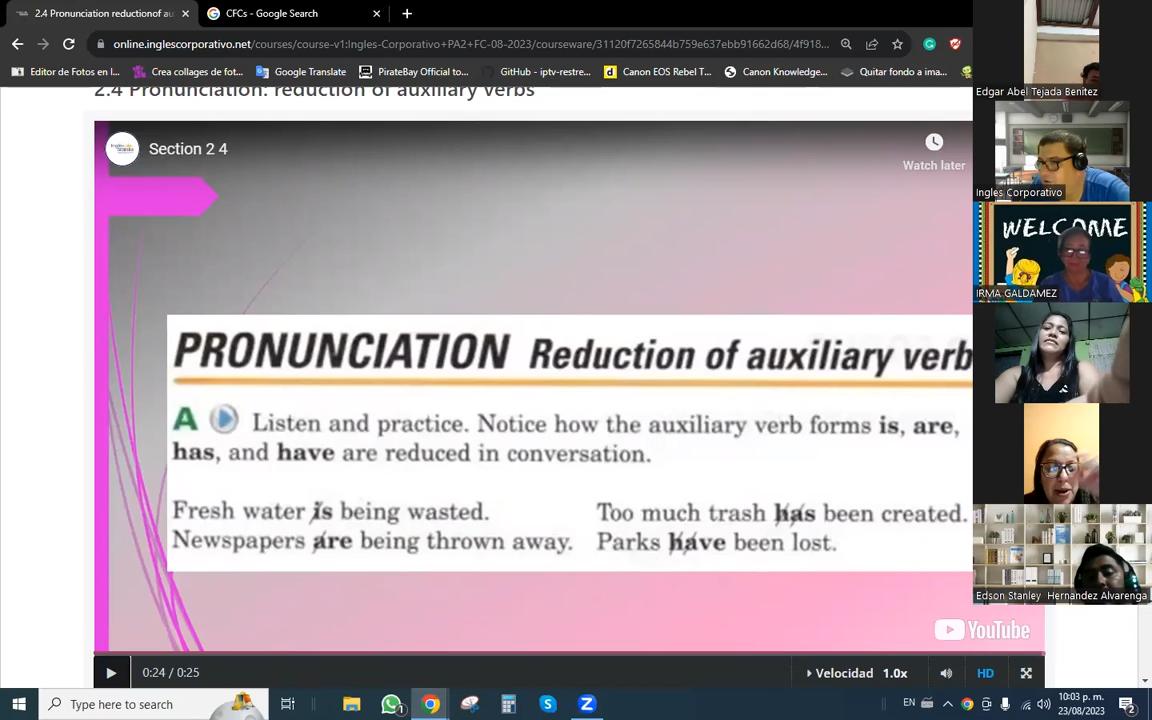 2.4 Pronunciation reductionof au
CFCs - Google Search
online.inglescorporativo.net/courses/course-v1:Ingles-Corporativo+PA2+FC-08-2023/courseware/31120f7265844b759e637ebb91662d68/4f918...
Editor de Fotos en l...
Crea collages de fot...
Google Translate
PirateBay Official to...
GitHub - iptv-restre...
Canon EOS Rebel T...
Canon Knowledge...
Quitar fondo a ima...
2.4 Pronunciation: reduction of auxiliary verbs
Section 2 4
Watch later
PRONUNCIATION Reduction of auxiliary verb
A Listen and practice. Notice how the auxiliary verb forms is, are,
has, and have are reduced in conversation.
Fresh water is being wasted.
Newspapers are being thrown away.
Too much trash has been created.
Parks have been lost.
YouTube
0:24 / 0:25
Velocidad 1.0x
HD
Edgar Abel Tejada Benitez
Ingles Corporativo
WELCOME
IRMA GALDAMEZ
Edson Stanley Hernandez Alvarenga
Type here to search
1
EN
10:03 p. m.
23/08/2023
2